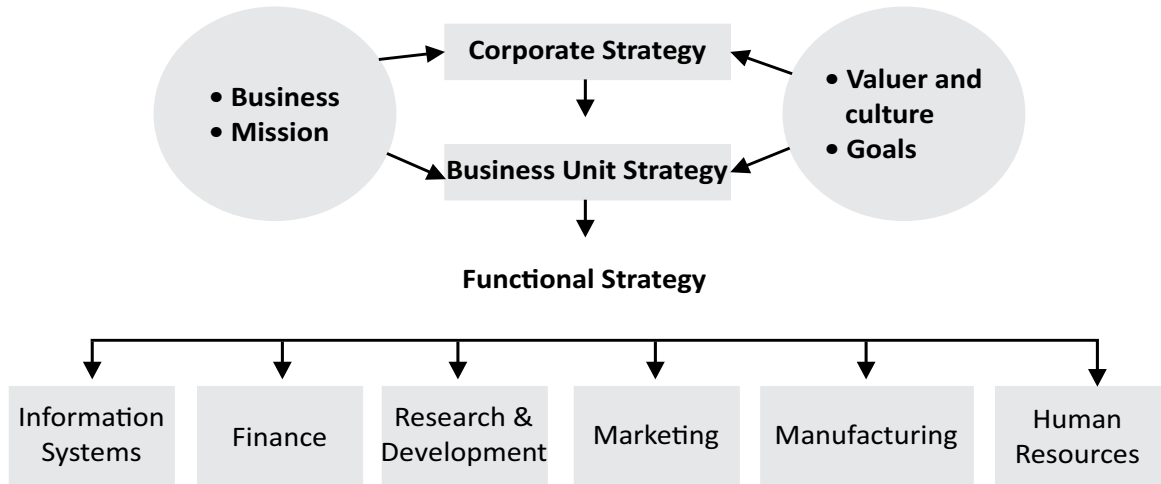 Corporate Strategy
• Business
• Mission
• Valuer and
culture
• Goals
Business Unit Strategy
Functional Strategy
Information
Systems
Finance
Research &
Development
Marketing
Manufacturing
Human
Resources